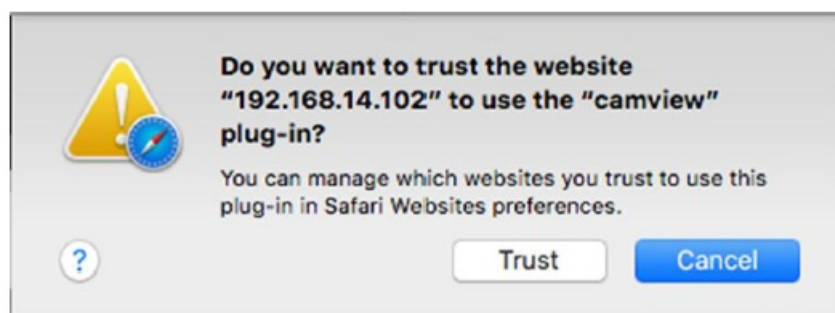 Do you want to trust the website
“192.168.14.102” to use the “camview”
plug-in?
You can manage which websites you trust to use this
plug-in in Safari Websites preferences.
?
Trust
Cancel